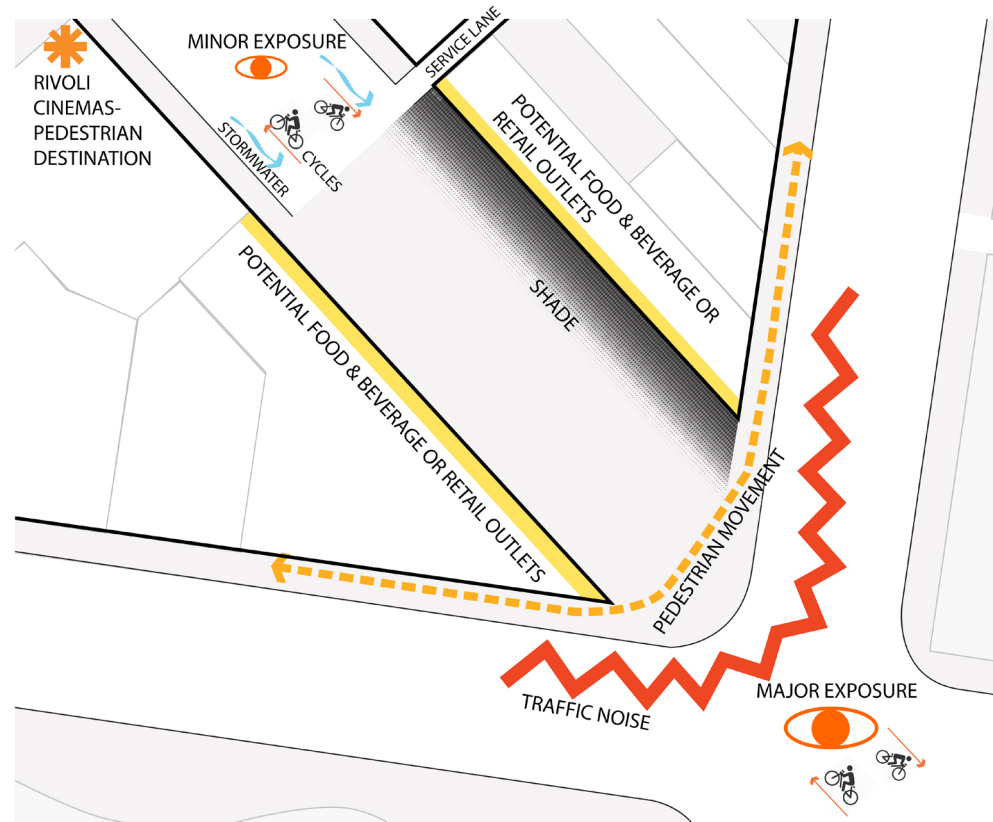 MINOR EXPOSURE
SERVICE LANE
RIVOLI
CINEMAS-
PEDESTRIAN
DESTINATION
STORMWATER
CYCLES
POTENTIAL FOOD & BEVERAGE OR
RETAIL OUTLETS
SHADE
POTENTIAL FOOD & BEVERAGE OR RETAIL OUTLETS
PEDESTRIAN MOVEMENT
TRAFFIC NOISE
MAJOR EXPOSURE